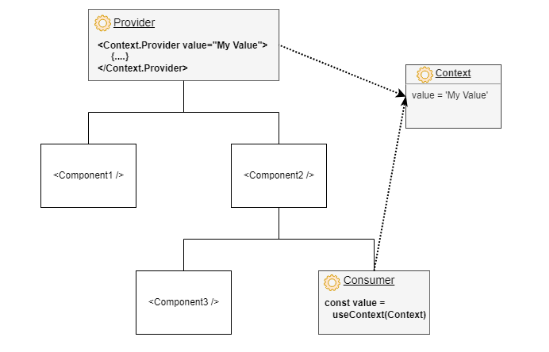 Provider
<Context.Provider value="My Value">
{....}
</Context.Provider>
Context
value = 'My Value'
<Component1 />
<Component2 />
<Component3 />
Consumer
const value =
useContext(Context)